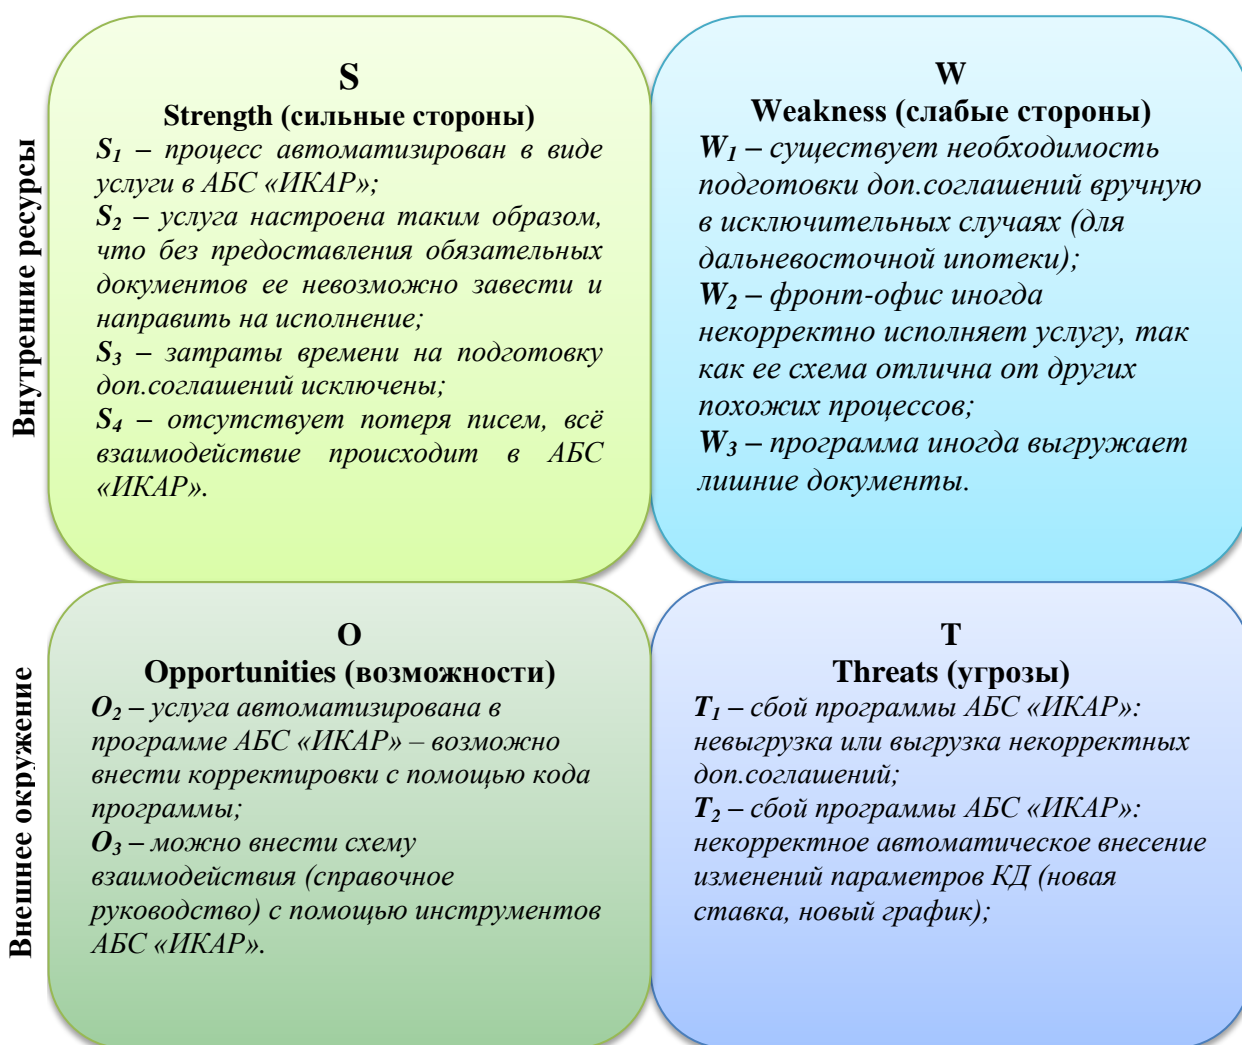 Внутренние ресурсы
S
Strength (сильные стороны)
S1 – процесс автоматизирован в виде
услуги в АБС «ИКАР»;
S2 – услуга настроена таким образом,
что без предоставления обязательных
документов ее невозможно завести и
направить на исполнение;
S3 – затраты времени на подготовку
доп.соглашений исключены;
S4 – отсутствует потеря писем, всё
взаимодействие происходит в АБС
«ИКАР».
W
Weakness (слабые стороны)
W1 – существует необходимость
подготовки доп.соглашений вручную
в исключительных случаях (для
дальневосточной ипотеки);
W2 – фронт-офис иногда
некорректно исполняет услугу, так
как ее схема отлична от других
похожих процессов;
W3 – программа иногда выгружает
лишние документы.
Внешнее окружение
O
Opportunities (возможности)
O2 – услуга автоматизирована в
программе АБС «ИКАР» – возможно
внести корректировки с помощью кода
программы;
O3 – можно внести схему
взаимодействия (справочное
руководство) с помощью инструментов
АБС «ИКАР».
T
Threats (угрозы)
T1 – сбой программы АБС «ИКАР»:
невыгрузка или выгрузка некорректных
доп.соглашений;
T2 – сбой программы АБС «ИКАР»:
некорректное автоматическое внесение
изменений параметров КД (новая
ставка, новый график);